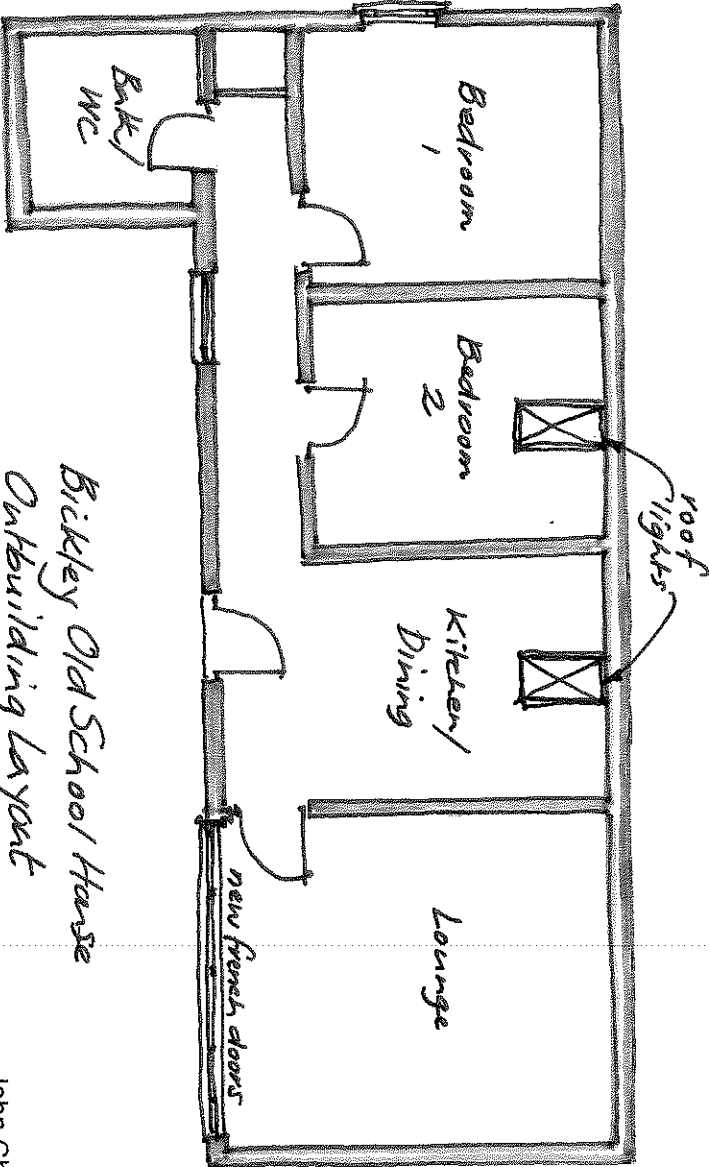 roof
lights
Bedroom
1
Bedroom
2
Kitchen/
Dining
Lounge
new french doors
Bath/
WC
Bickley Old School House
Outbuilding Layout
John